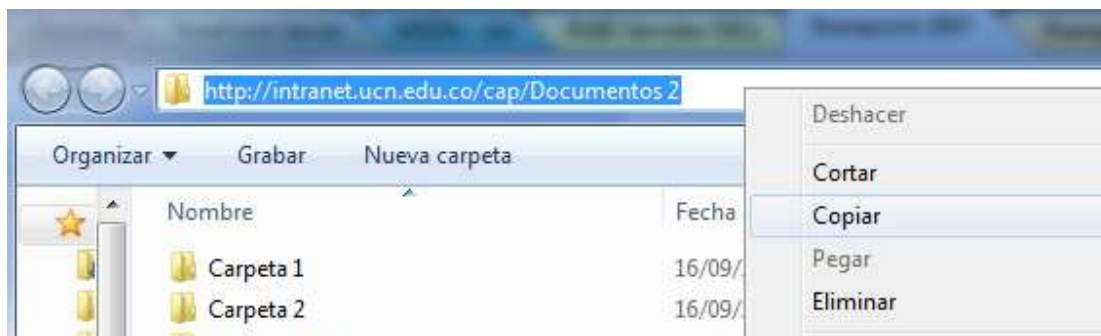 http://intranet.ucn.edu.co/cap/Documentos 2
Deshacer
Organizar Grabar Nueva carpeta
Cortar
Nombre Fecha
Copiar
Carpeta 1 16/09/
Pegar
Carpeta 2 16/09/
Eliminar